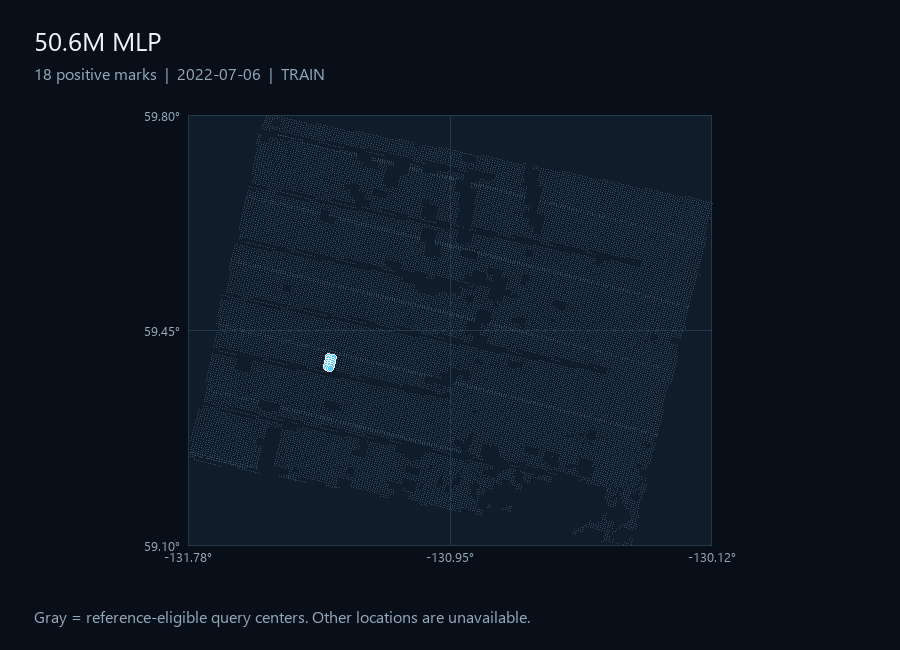 50.6M MLP
18 positive marks | 2022-07-06 | TRAIN
59.80°
59.45°
59.10°
-131.78°
-130.95°
-130.12°
Gray = reference-eligible query centers. Other locations are unavailable.